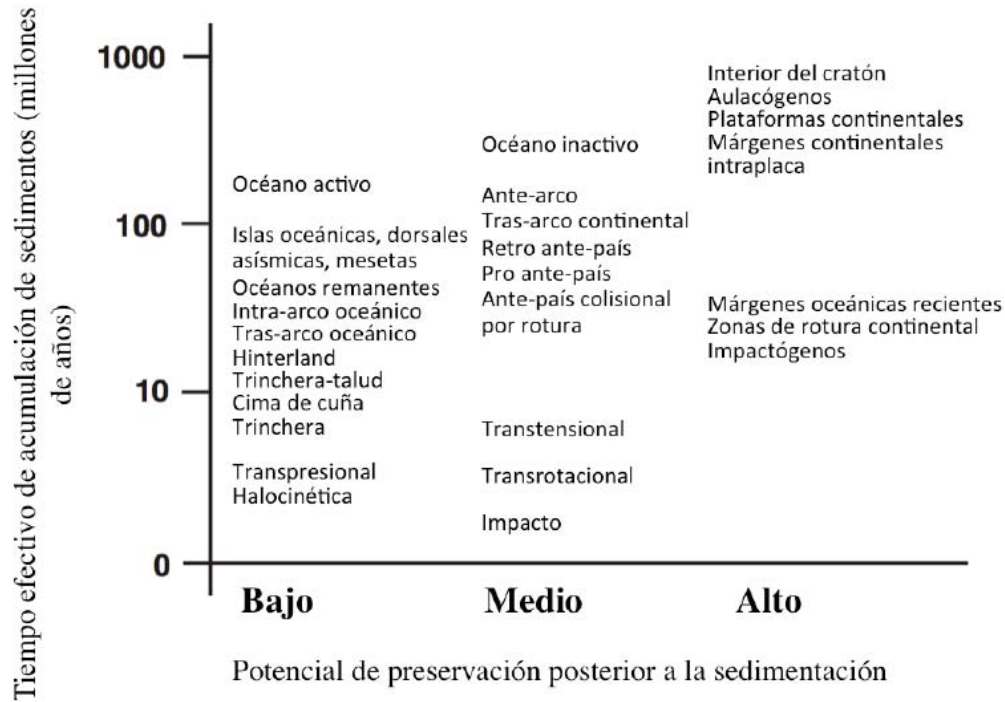 Tiempo efectivo de acumulación de sedimentos (millones
de años)
1000
100
10
0
Océano activo
Islas oceánicas, dorsales
asísmicas, mesetas
Océanos remanentes
Intra-arco oceánico
Tras-arco oceánico
Hinterland
Trinchera-talud
Cima de cuña
Trinchera
Transpresional
Halocinética
Océano inactivo
Ante-arco
Tras-arco continental
Retro ante-país
Pro ante-país
Ante-país colisional
por rotura
Transtensional
Transrotacional
Impacto
Interior del cratón
Aulacógenos
Plataformas continentales
Márgenes continentales
intraplaca
Márgenes oceánicas recientes
Zonas de rotura continental
Impactógenos
Bajo
Medio
Alto
Potencial de preservación posterior a la sedimentación